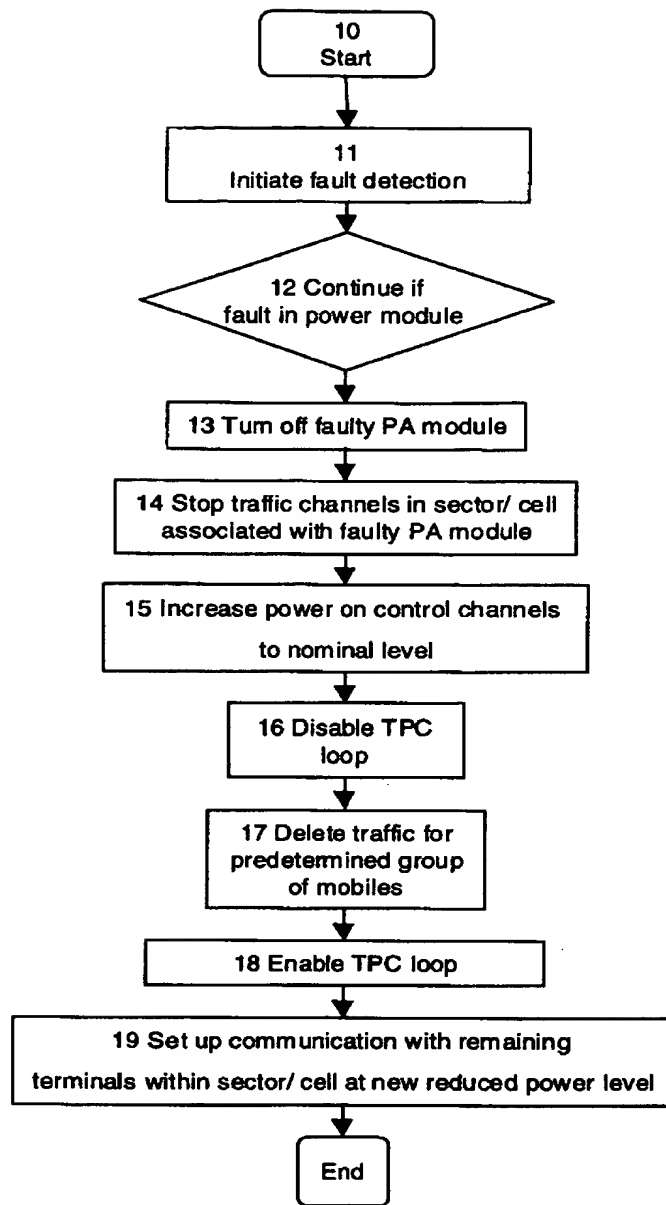 10
Start
11
Initiate fault detection
12 Continue if
fault in power module
13 Turn off faulty PA module
14 Stop traffic channels in sector/ cell
associated with faulty PA module
15 Increase power on control channels
to nominal level
16 Disable TPC
loop
17 Delete traffic for
predetermined group
of mobiles
18 Enable TPC loop
19 Set up communication with remaining
terminals within sector/ cell at new reduced power level
End